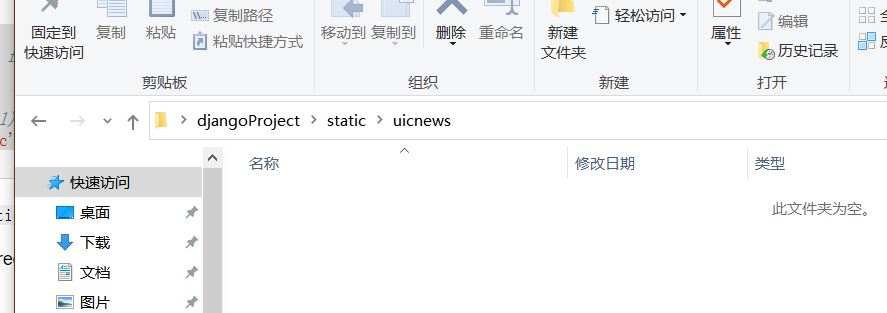 复制路径
轻松访问
编辑
固定到
快速访问
复制
粘贴
粘贴快捷方式
移动到
复制到
删除
重命名
新建
文件夹
属性
历史记录
剪贴板
组织
新建
打开
djangoProject > static > uicnews
名称
修改日期
类型
快速访问
此文件夹为空。
桌面
下载
文档
图片